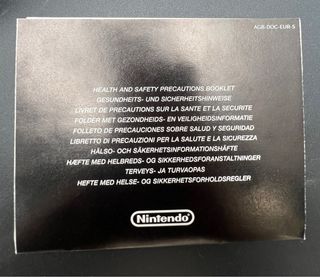 AGB-DOC-EUR-5
HEALTH AND SAFETY PRECAUTIONS BOOKLET
GESUNDHEITS- UND SICHERHEITSHINWEISE
LIVRET DE PRECAUTIONS SUR LA SANTE ET LA SECURITE
FOLDER MET GEZONDHEIDS- EN VEILIGHEIDSINFORMATIE
FOLLETO DE PRECAUCIONES SOBRE SALUD Y SEGURIDAD
LIBRETTO DI PRECAUZIONI PER LA SALUTE E LA SICUREZZA
HÄLSO- OCH SÄKERHETSINFORMATIONSHÄFTE
HÆFTE MED HELBREDS- OG SIKKERHEDSFORANSTALTNINGER
TERVEYS- JA TURVAOPAS
HEFTE MED HELSE- OG SIKKERHETSFORHOLDSREGLER
Nintendo